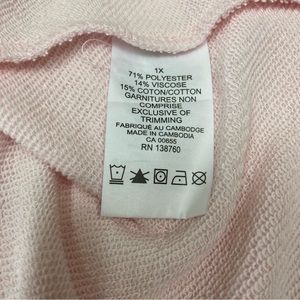 1X
71% POLYESTER
14% VISCOSE
15% COTON/COTTON
GARNITURES NON
COMPRISE
EXCLUSIVE OF
TRIMMING
FABRIQUÉ AU CAMBODGE
MADE IN CAMBODIA
CA 00655
RN 138760